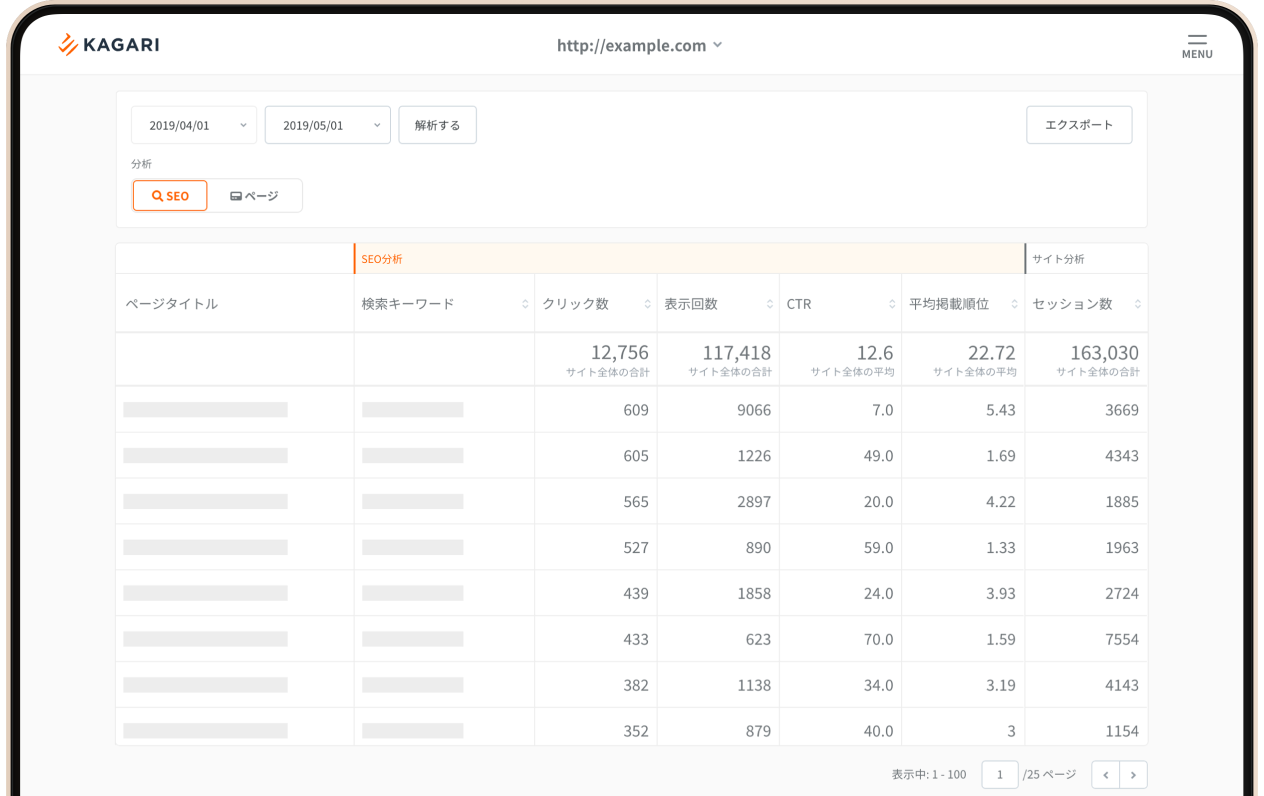 KAGARI
http://example.com
MENU
2019/04/01 2019/05/01 解析する エクスポート
分析
SEO ページ
SEO分析 サイト分析
ページタイトル 検索キーワード クリック数 表示回数 CTR 平均掲載順位 セッション数
12,756 117,418 12.6 22.72 163,030
サイト全体の合計 サイト全体の合計 サイト全体の平均 サイト全体の平均 サイト全体の合計
609 9066 7.0 5.43 3669
605 1226 49.0 1.69 4343
565 2897 20.0 4.22 1885
527 890 59.0 1.33 1963
439 1858 24.0 3.93 2724
433 623 70.0 1.59 7554
382 1138 34.0 3.19 4143
352 879 40.0 3 1154
表示中: 1 - 100 1 /25 ページ